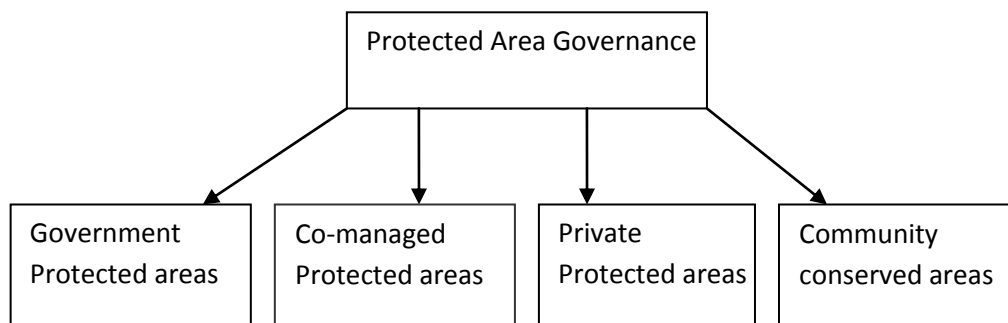 Protected Area Governance
Government
Protected areas
Co-managed
Protected areas
Private
Protected areas
Community
conserved areas